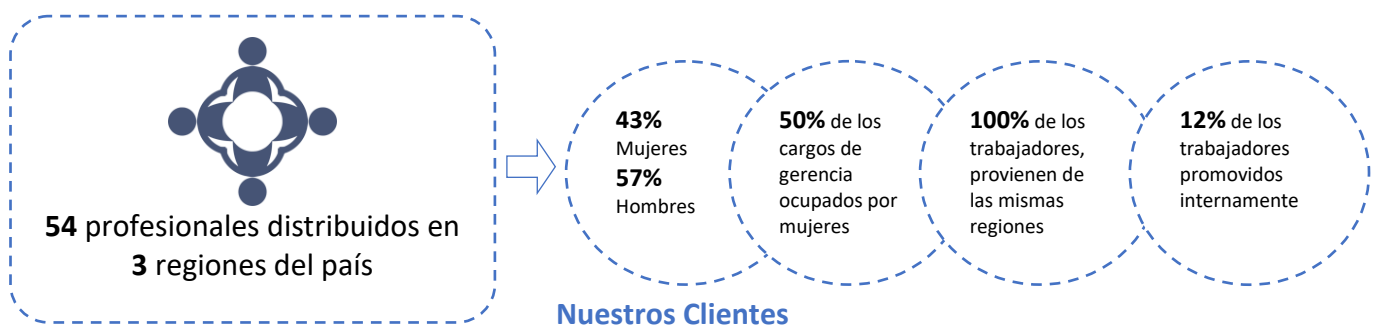 54 profesionales distribuidos en
3 regiones del país
43%
Mujeres
57%
Hombres
50% de los
cargos de
gerencia
ocupados por
mujeres
100% de los
trabajadores,
provienen de
las mismas
regiones
12% de los
trabajadores
promovidos
internamente
Nuestros Clientes